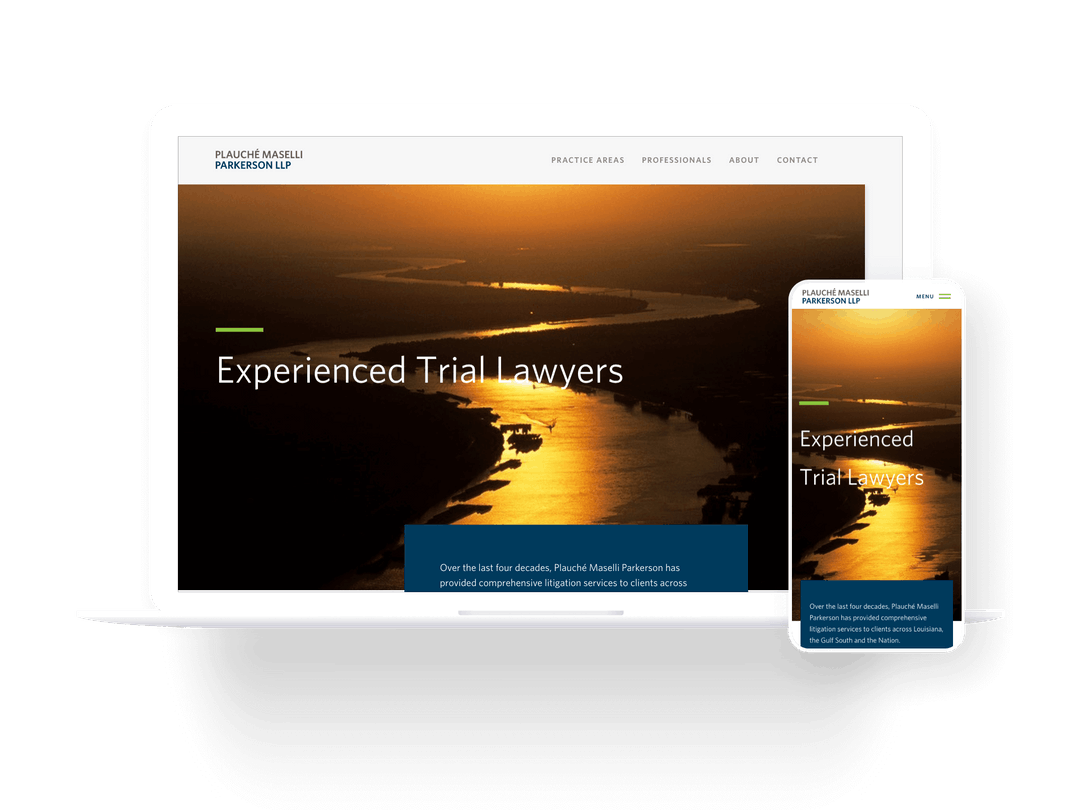 PLAUCHÉ MASELLI
PARKERSON LLP
PRACTICE AREAS PROFESSIONALS ABOUT CONTACT
Experienced Trial Lawyers
Over the last four decades, Plauché Maselli Parkerson has
provided comprehensive litigation services to clients across
PLAUCHÉ MASELLI
PARKERSON LLP
MENU
Experienced
Trial Lawyers
Over the last four decades, Plauché Maselli
Parkerson has provided comprehensive
litigation services to clients across Louisiana,
the Gulf South and the Nation.